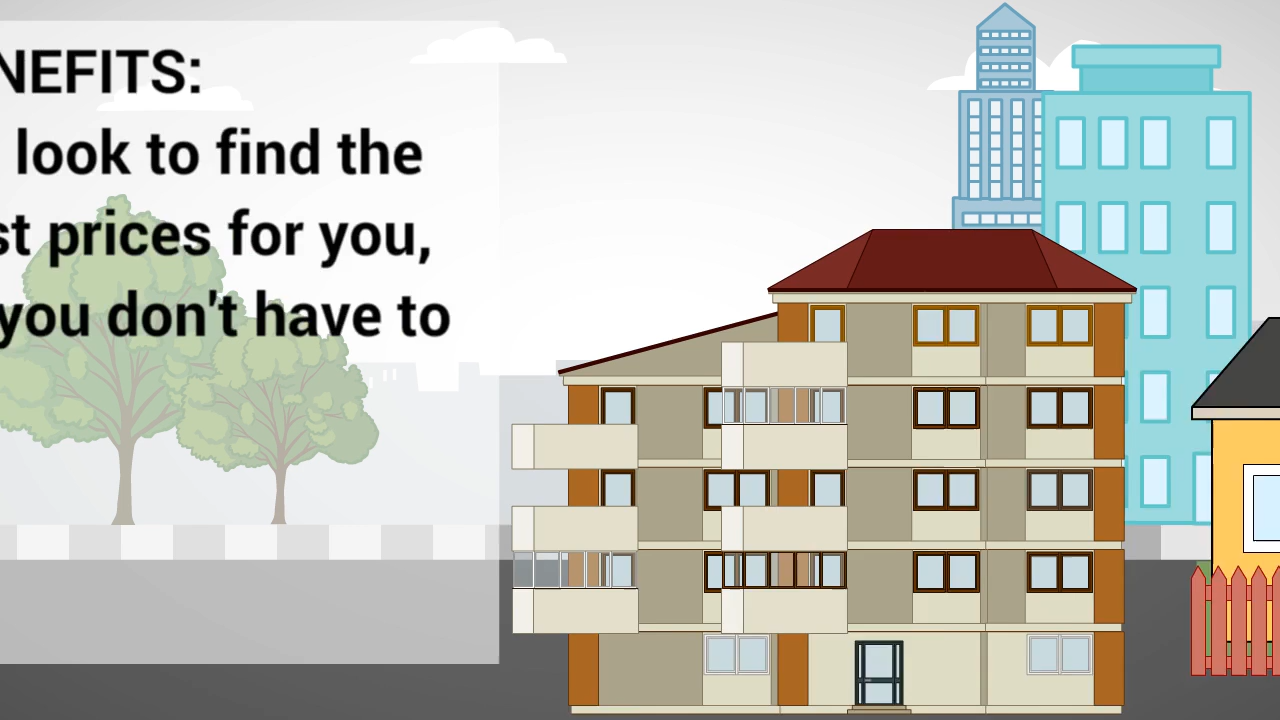 NEFITS:
look to find the
st prices for you,
you don't have to